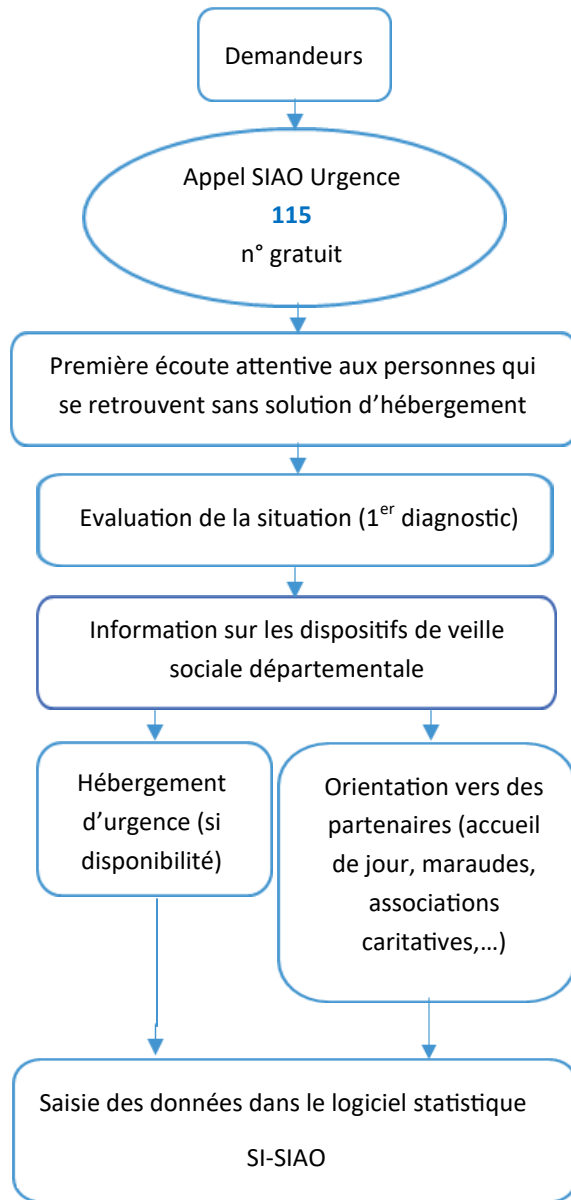 Demandeurs
Appel SIAO Urgence
115
n° gratuit
Première écoute attentive aux personnes qui
se retrouvent sans solution d’hébergement
Evaluation de la situation (1er diagnostic)
Information sur les dispositifs de veille
sociale départementale
Hébergement
d’urgence (si
disponibilité)
Orientation vers des
partenaires (accueil
de jour, maraudes,
associations
caritatives,…)
Saisie des données dans le logiciel statistique
SI-SIAO